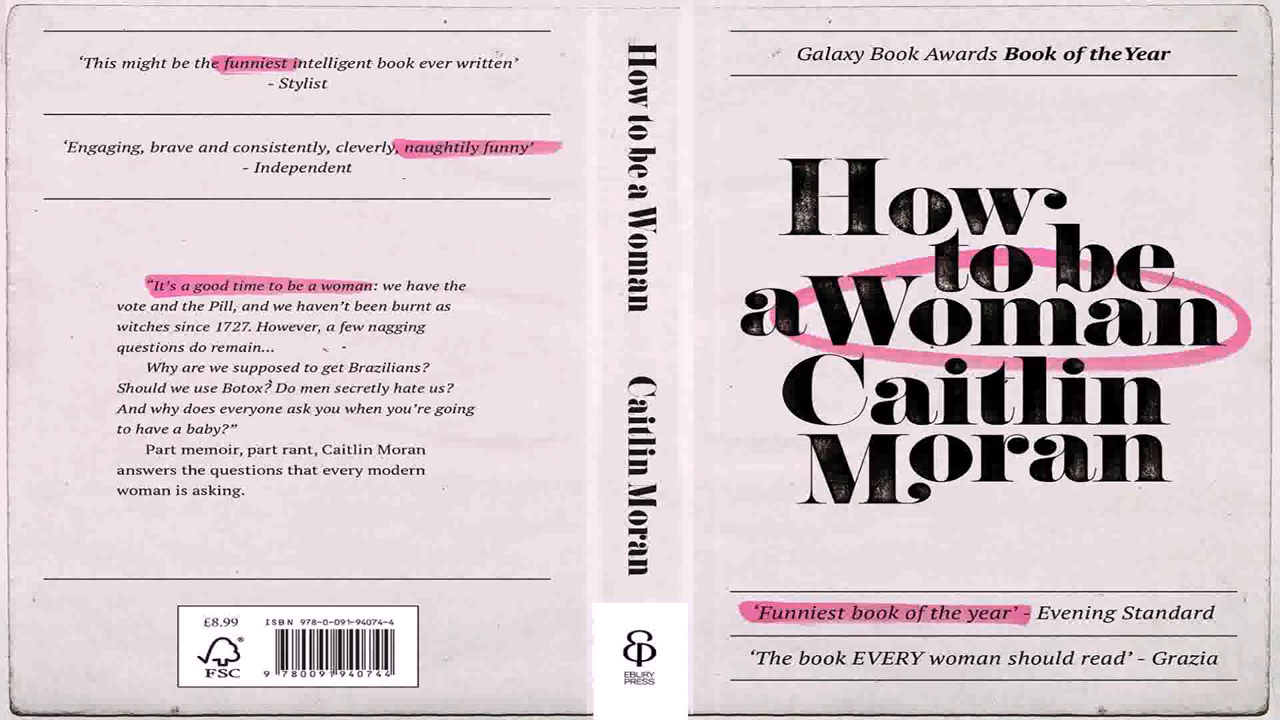 ‘This might be the funniest intelligent book ever written’
- Stylist
‘Engaging, brave and consistently, cleverly, naughtily funny’
- Independent
“It’s a good time to be a woman: we have the
vote and the Pill, and we haven’t been burnt as
witches since 1727. However, a few nagging
questions do remain...
Why are we supposed to get Brazilians?
Should we use Botox? Do men secretly hate us?
And why does everyone ask you when you’re going
to have a baby?”
Part memoir, part rant, Caitlin Moran
answers the questions that every modern
woman is asking.
£8.99
FSC
ISBN 978-0-091-94074-4
9 780091 940744
How to be a Woman
Caitlin Moran
EBURY
PRESS
Galaxy Book Awards Book of the Year
How
to be
a Woman
Caitlin
Moran
‘Funniest book of the year’ - Evening Standard
‘The book EVERY woman should read’ - Grazia